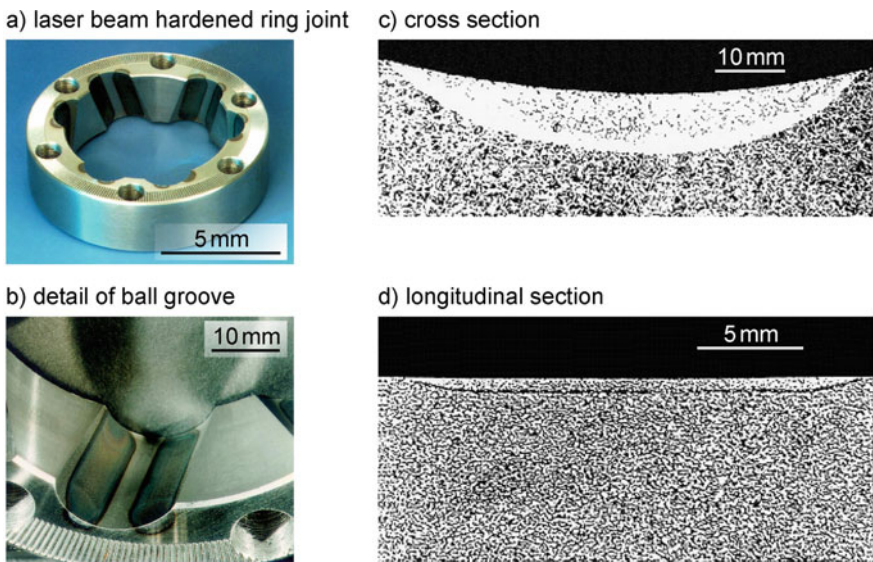 a) laser beam hardened ring joint
5 mm
b) detail of ball groove
10 mm
c) cross section
10 mm
d) longitudinal section
5 mm